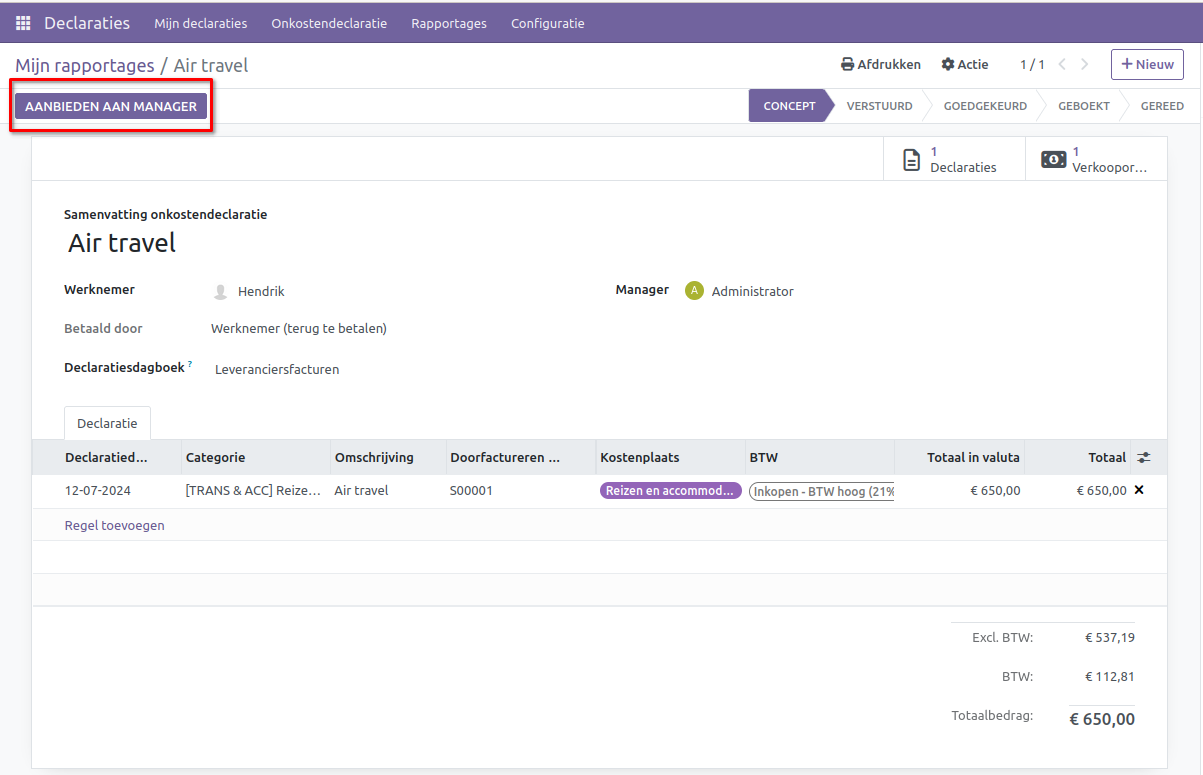 Declaraties Mijn declaraties Onkostendeclaratie Rapportages Configuratie
Mijn rapportages / Air travel Afdrukken Actie 1 / 1 + Nieuw
AANBIEDEN AAN MANAGER CONCEPT VERSTUURD GOEDGEKEURD GEBOEKT GEREED
1 Declaraties
1 Verkoopor...
Samenvatting onkostendeclaratie
Air travel
Werknemer Hendrik Manager A Administrator
Betaald door Werknemer (terug te betalen)
Declaratiesdagboek ? Leveranciersfacturen
Declaratie
Declaratied... Categorie Omschrijving Doorfactureren ... Kostenplaats BTW Totaal in valuta Totaal
12-07-2024 [TRANS & ACC] Reize... Air travel S00001 Reizen en accommod... Inkopen - BTW hoog (21% € 650,00 € 650,00
Regel toevoegen
Excl. BTW: € 537,19
BTW: € 112,81
Totaalbedrag: € 650,00